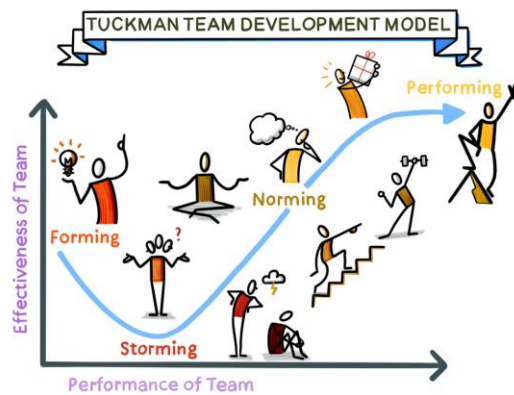 TUCKMAN TEAM DEVELOPMENT MODEL
Performing
Norming
Forming
?
Storming
Effectiveness of Team
Performance of Team